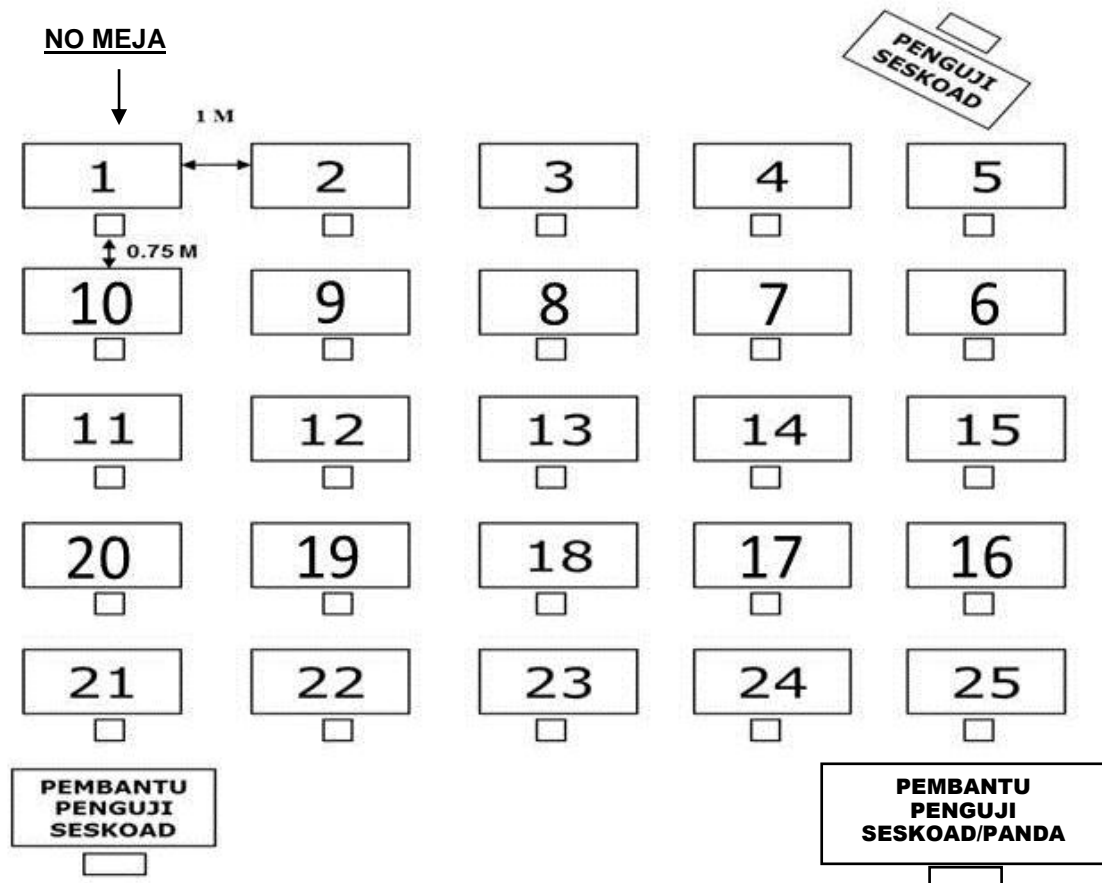 NO MEJA
PENGUJI
SESKOAD
1 M
1 2 3 4 5
0.75 M
10 9 8 7 6
11 12 13 14 15
20 19 18 17 16
21 22 23 24 25
PEMBANTU
PENGUJI
SESKOAD
PEMBANTU
PENGUJI
SESKOAD/PANDA